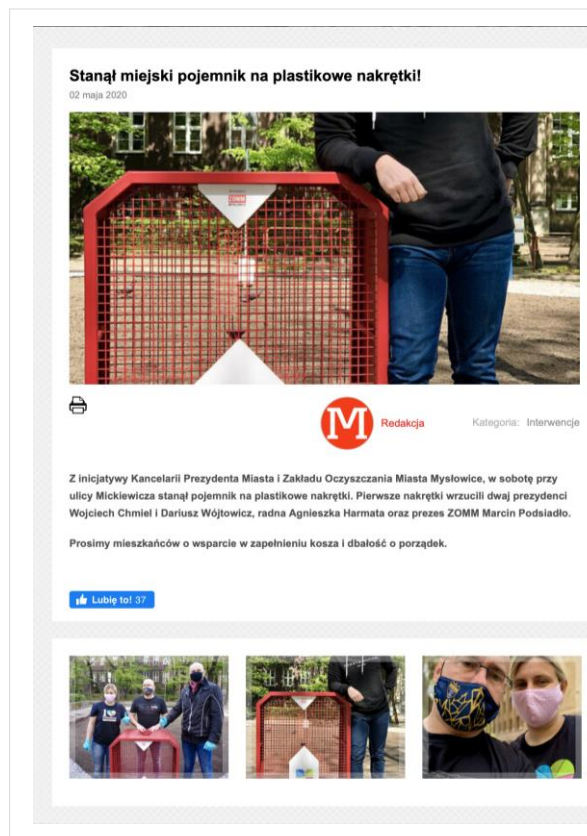 Stanął miejski pojemnik na plastikowe nakrętki!
02 maja 2020
ZOMM
M
Redakcja
Kategoria: Interwencje
Z inicjatywy Kancelarii Prezydenta Miasta i Zakładu Oczyszczania Miasta Mysłowice, w sobotę przy
ulicy Mickiewicza stanął pojemnik na plastikowe nakrętki. Pierwsze nakrętki wrzucili dwaj prezydenci
Wojciech Chmiel i Dariusz Wójtowicz, radna Agnieszka Harmata oraz prezes ZOMM Marcin Podsiadło.
Prosimy mieszkańców o wsparcie w zapełnieniu kosza i dbałość o porządek.
Lubię to! 37